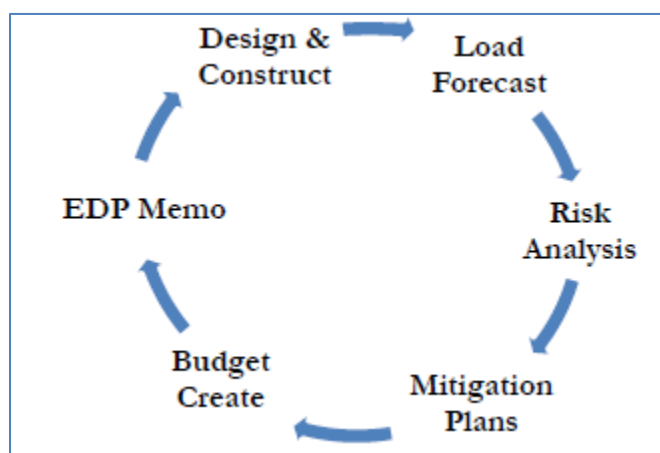 Design &
Construct
Load
Forecast
Risk
Analysis
Mitigation
Plans
Budget
Create
EDP Memo